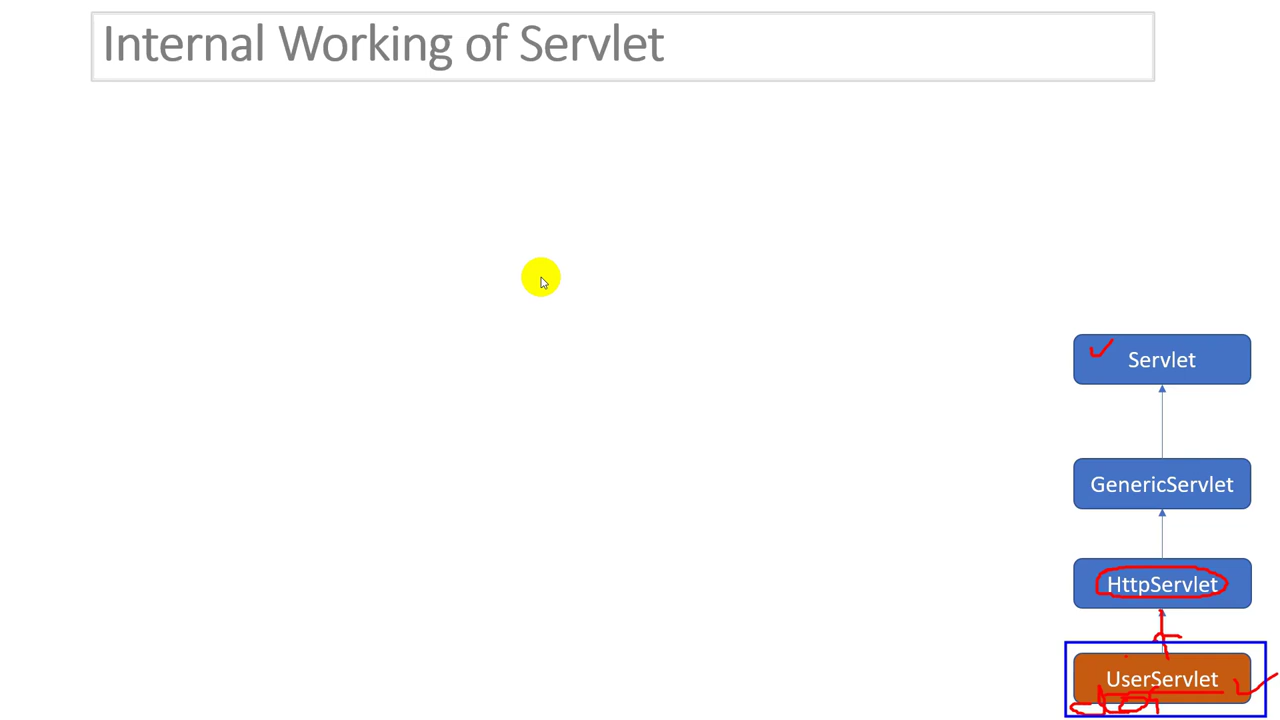 Internal Working of Servlet
Servlet
GenericServlet
HttpServlet
UserServlet